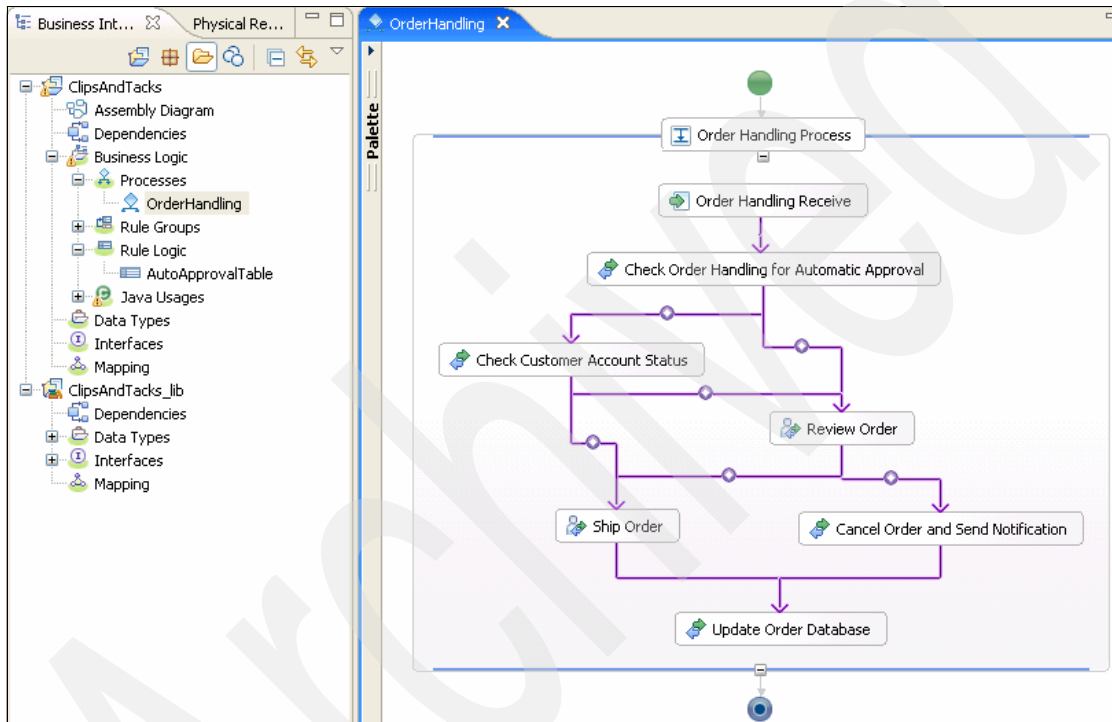 Business Int...
Physical Re...
ClipsAndTacks
Assembly Diagram
Dependencies
Business Logic
Processes
OrderHandling
Rule Groups
Rule Logic
AutoApprovalTable
Java Usages
Data Types
Interfaces
Mapping
ClipsAndTacks_lib
Dependencies
Data Types
Interfaces
Mapping
OrderHandling
Palette
Order Handling Process
Order Handling Receive
Check Order Handling for Automatic Approval
Check Customer Account Status
Review Order
Ship Order
Cancel Order and Send Notification
Update Order Database
Archived